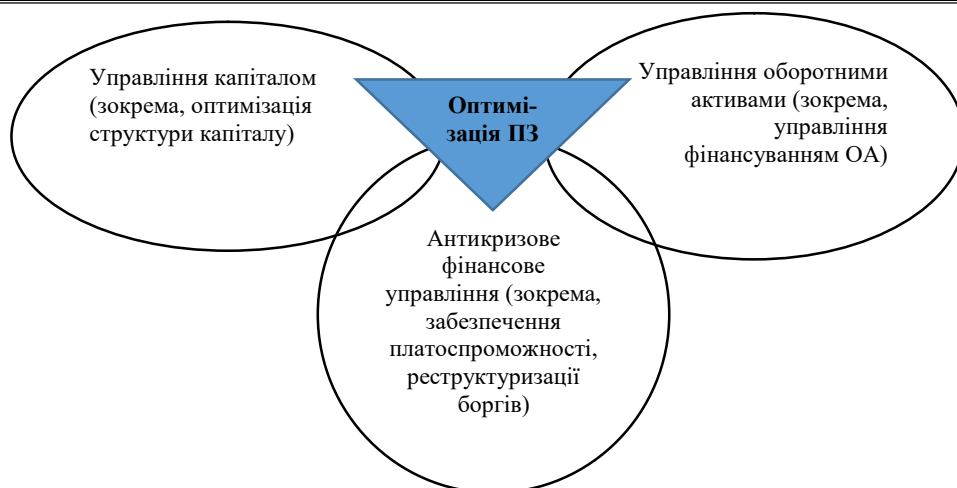 Управління капіталом
(зокрема, оптимізація
структури капіталу)
Оптимі-
зація ПЗ
Управління оборотними
активами (зокрема,
управління
фінансуванням ОА)
Антикризове
фінансове
управління (зокрема,
забезпечення
платоспроможності,
реструктуризації
боргів)